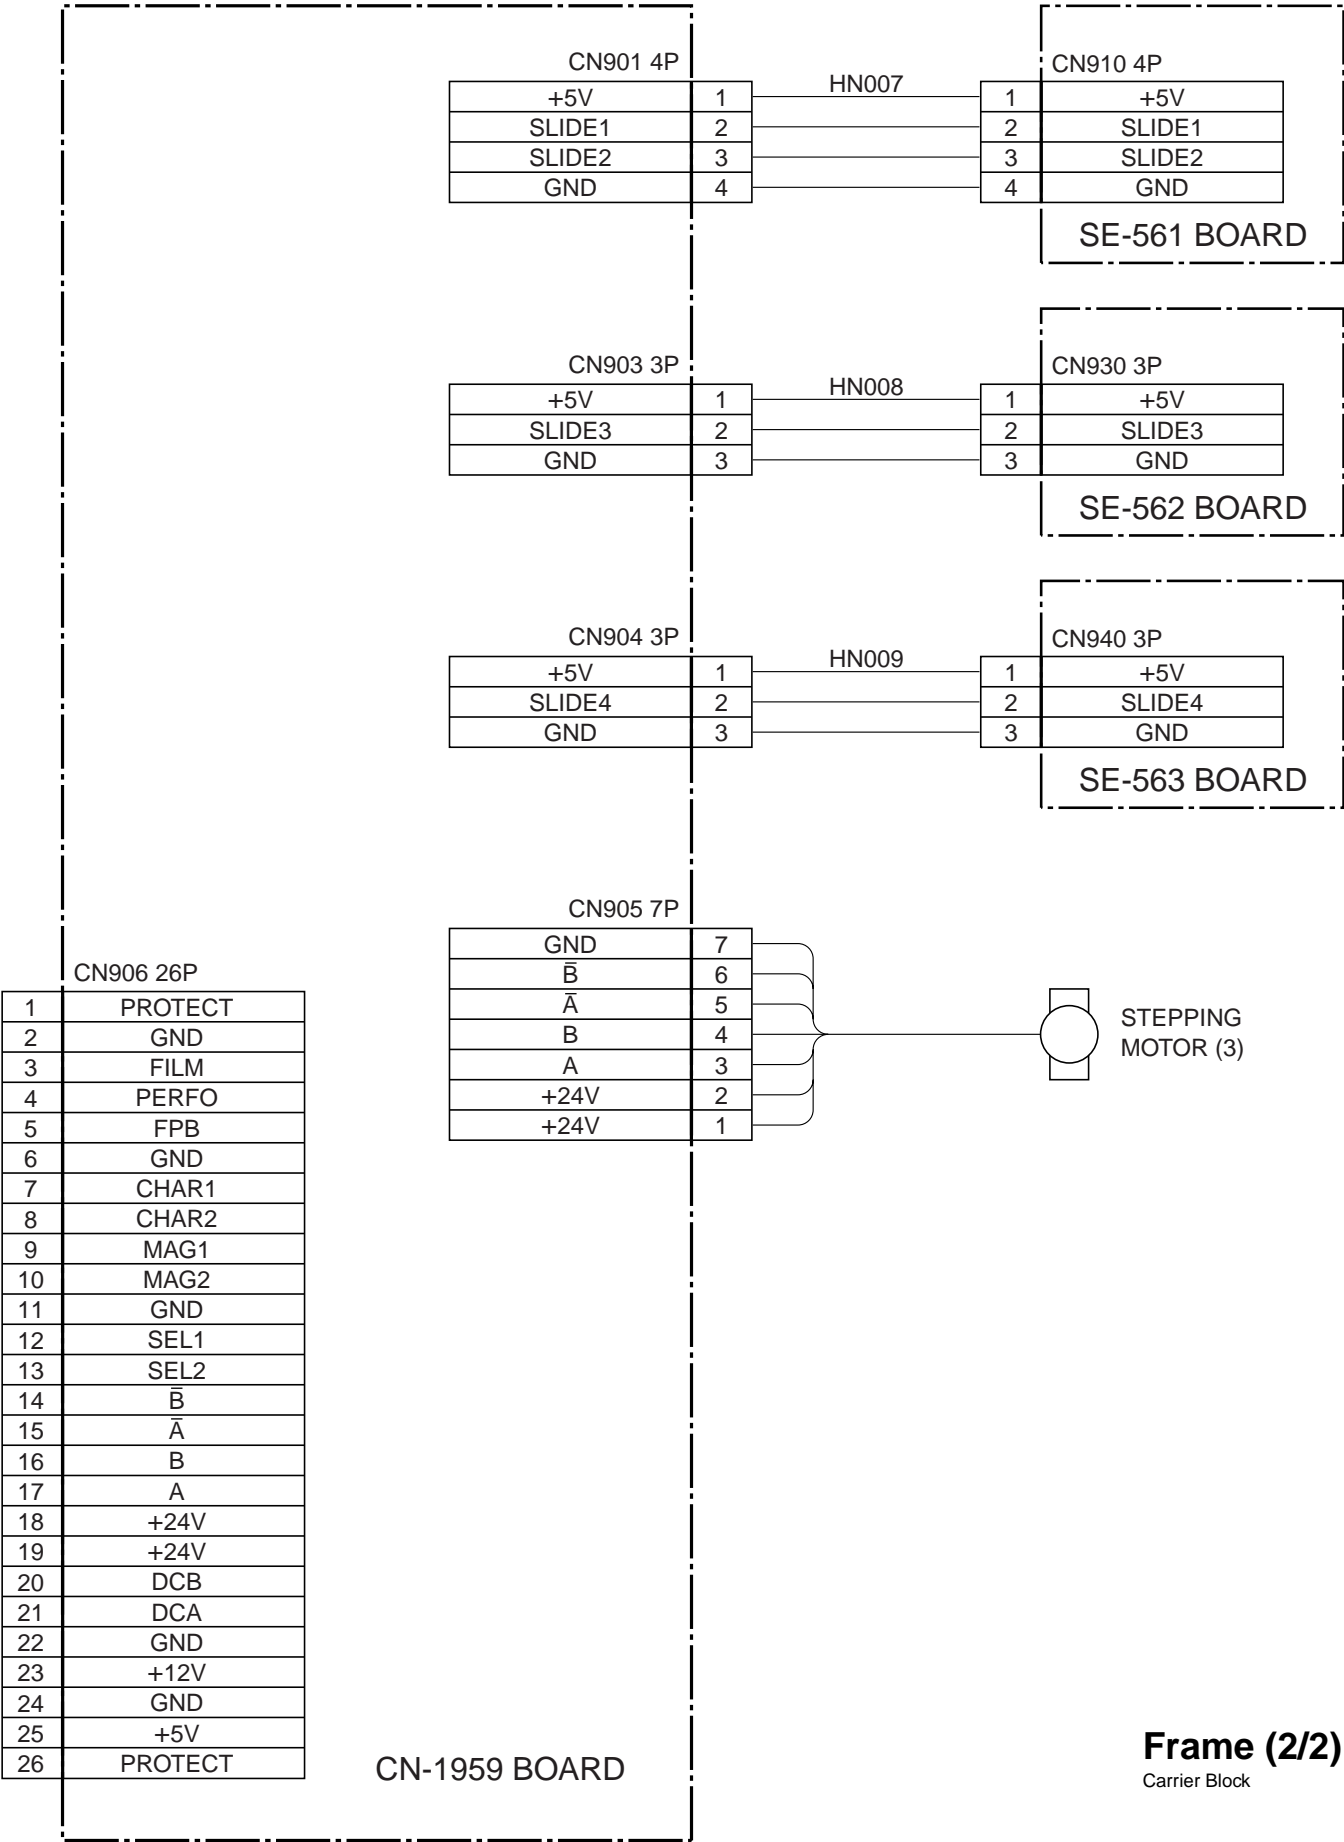 CN901 4P
+5V 1
SLIDE1 2
SLIDE2 3
GND 4
HN007
CN910 4P
1 +5V
2 SLIDE1
3 SLIDE2
4 GND
SE-561 BOARD
CN903 3P
+5V 1
SLIDE3 2
GND 3
HN008
CN930 3P
1 +5V
2 SLIDE3
3 GND
SE-562 BOARD
CN904 3P
+5V 1
SLIDE4 2
GND 3
HN009
CN940 3P
1 +5V
2 SLIDE4
3 GND
SE-563 BOARD
CN905 7P
GND 7
B̅ 6
A̅ 5
B 4
A 3
+24V 2
+24V 1
STEPPING
MOTOR (3)
CN906 26P
1 PROTECT
2 GND
3 FILM
4 PERFO
5 FPB
6 GND
7 CHAR1
8 CHAR2
9 MAG1
10 MAG2
11 GND
12 SEL1
13 SEL2
14 B̅
15 A̅
16 B
17 A
18 +24V
19 +24V
20 DCB
21 DCA
22 GND
23 +12V
24 GND
25 +5V
26 PROTECT
CN-1959 BOARD
Frame (2/2)
Carrier Block